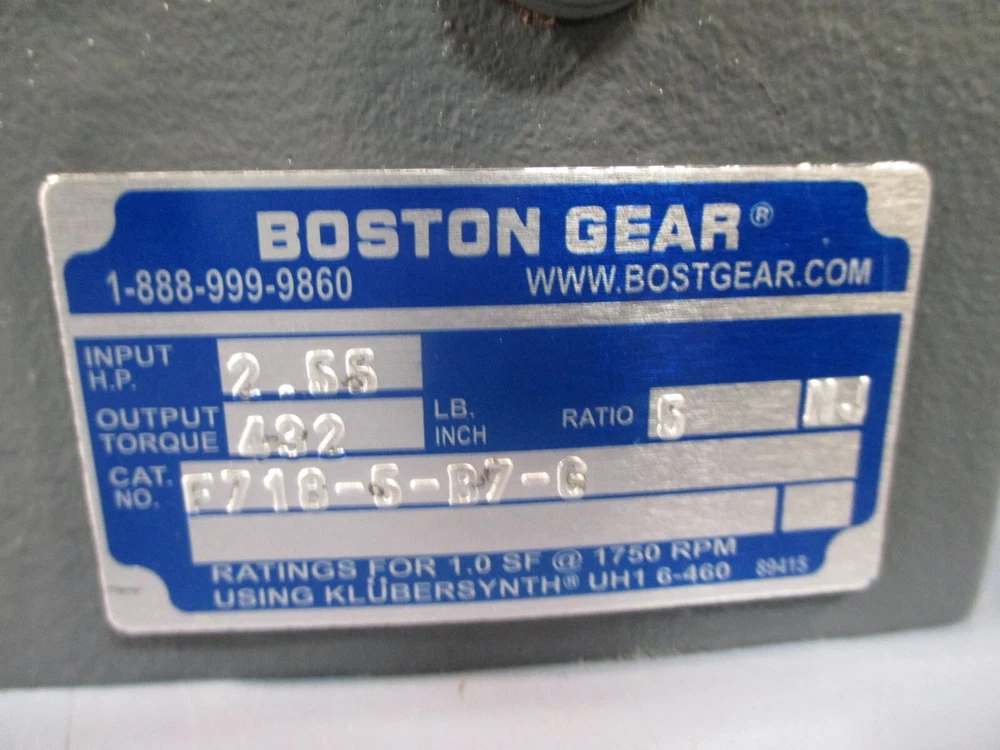 BOSTON GEAR®
1-888-999-9860 WWW.BOSTGEAR.COM
INPUT H.P. 2.55
OUTPUT TORQUE 432 LB. INCH RATIO 5 NJ
CAT. NO. F718-5-B7-G
RATINGS FOR 1.0 SF @ 1750 RPM
USING KLÜBERSYNTH® UH1 6-460 89415